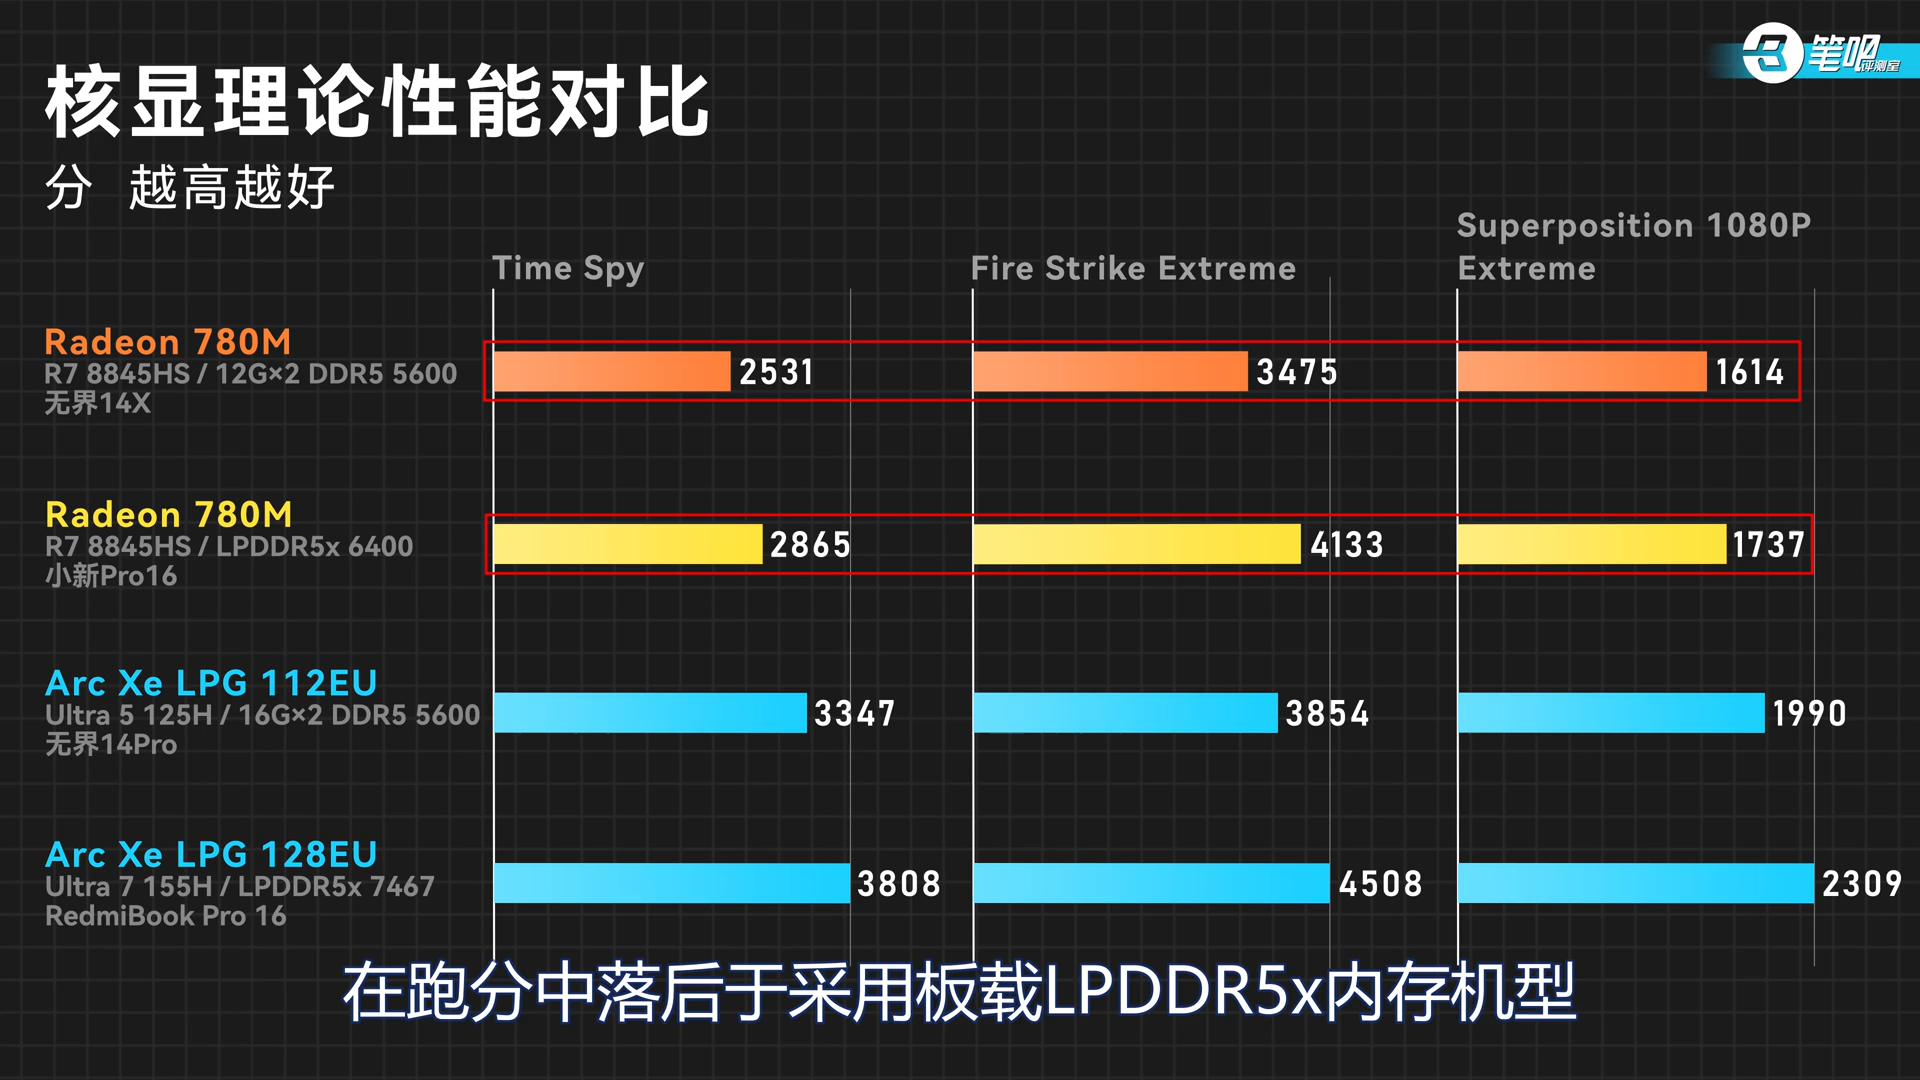 笔吧评测室
核显理论性能对比
分 越高越好
Time Spy
Fire Strike Extreme
Superposition 1080P
Extreme
Radeon 780M
R7 8845HS / 12G×2 DDR5 5600
无界14X
2531
3475
1614
Radeon 780M
R7 8845HS / LPDDR5x 6400
小新Pro16
2865
4133
1737
Arc Xe LPG 112EU
Ultra 5 125H / 16G×2 DDR5 5600
无界14Pro
3347
3854
1990
Arc Xe LPG 128EU
Ultra 7 155H / LPDDR5x 7467
RedmiBook Pro 16
3808
4508
2309
在跑分中落后于采用板载LPDDR5x内存机型